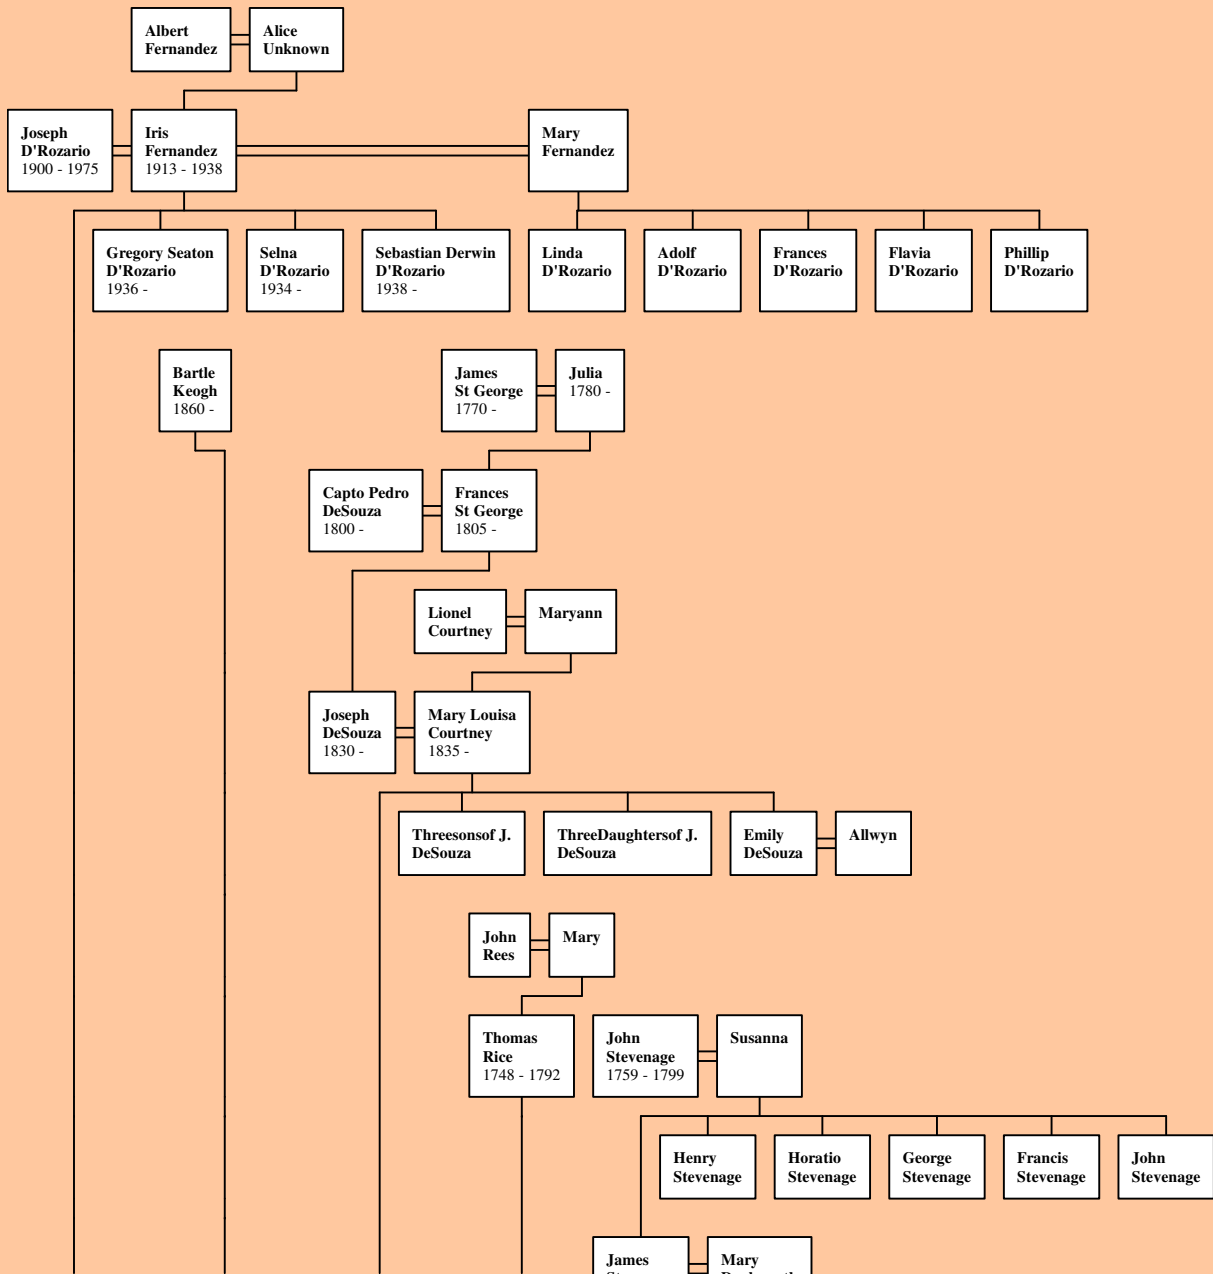 Albert
Fernandez
Alice
Unknown
Joseph
D'Rozario
1900 - 1975
Iris
Fernandez
1913 - 1938
Mary
Fernandez
Gregory Seaton
D'Rozario
1936 -
Selna
D'Rozario
1934 -
Sebastian Derwin
D'Rozario
1938 -
Linda
D'Rozario
Adolf
D'Rozario
Frances
D'Rozario
Flavia
D'Rozario
Phillip
D'Rozario
Bartle
Keogh
1860 -
James
St George
1770 -
Julia
1780 -
Capto Pedro
DeSouza
1800 -
Frances
St George
1805 -
Lionel
Courtney
Maryann
Joseph
DeSouza
1830 -
Mary Louisa
Courtney
1835 -
Threesonsof J.
DeSouza
ThreeDaughtersof J.
DeSouza
Emily
DeSouza
Allwyn
John
Rees
Mary
Thomas
Rice
1748 - 1792
John
Stevenage
1759 - 1799
Susanna
Henry
Stevenage
Horatio
Stevenage
George
Stevenage
Francis
Stevenage
John
Stevenage
James
Mary